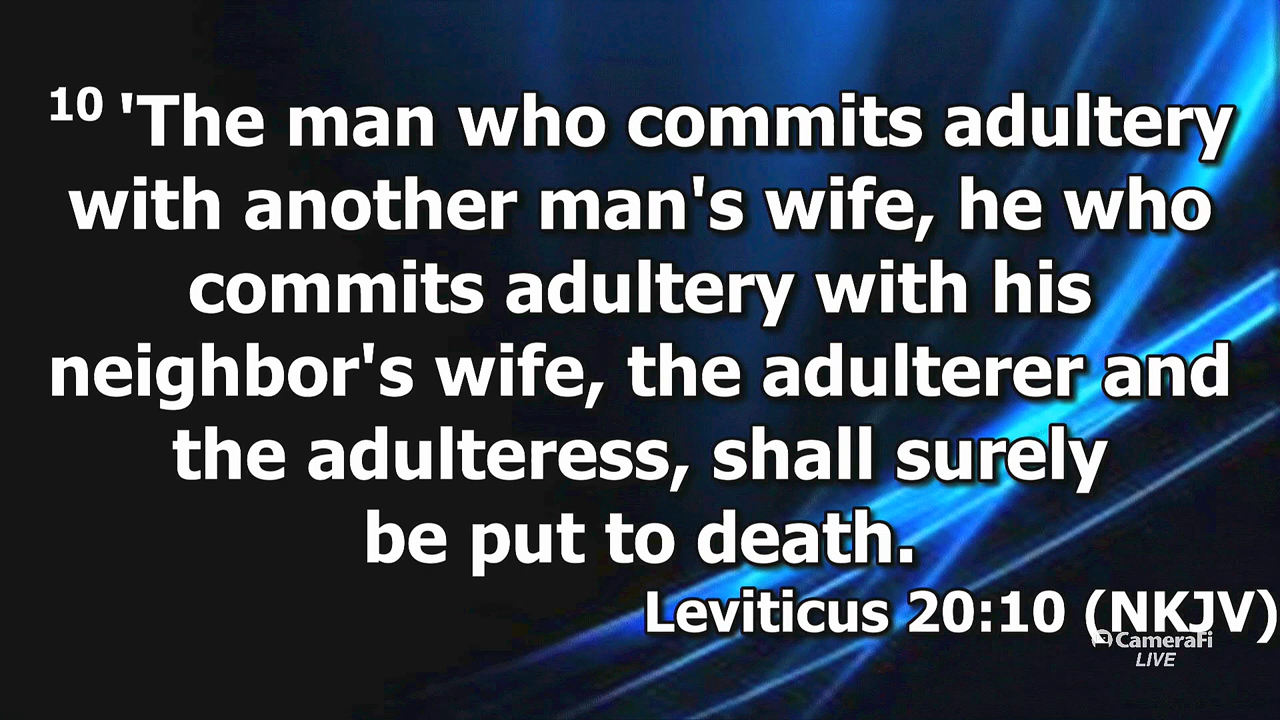 10 'The man who commits adultery
with another man's wife, he who
commits adultery with his
neighbor's wife, the adulterer and
the adulteress, shall surely
be put to death.
Leviticus 20:10 (NKJV)
CameraFi
LIVE